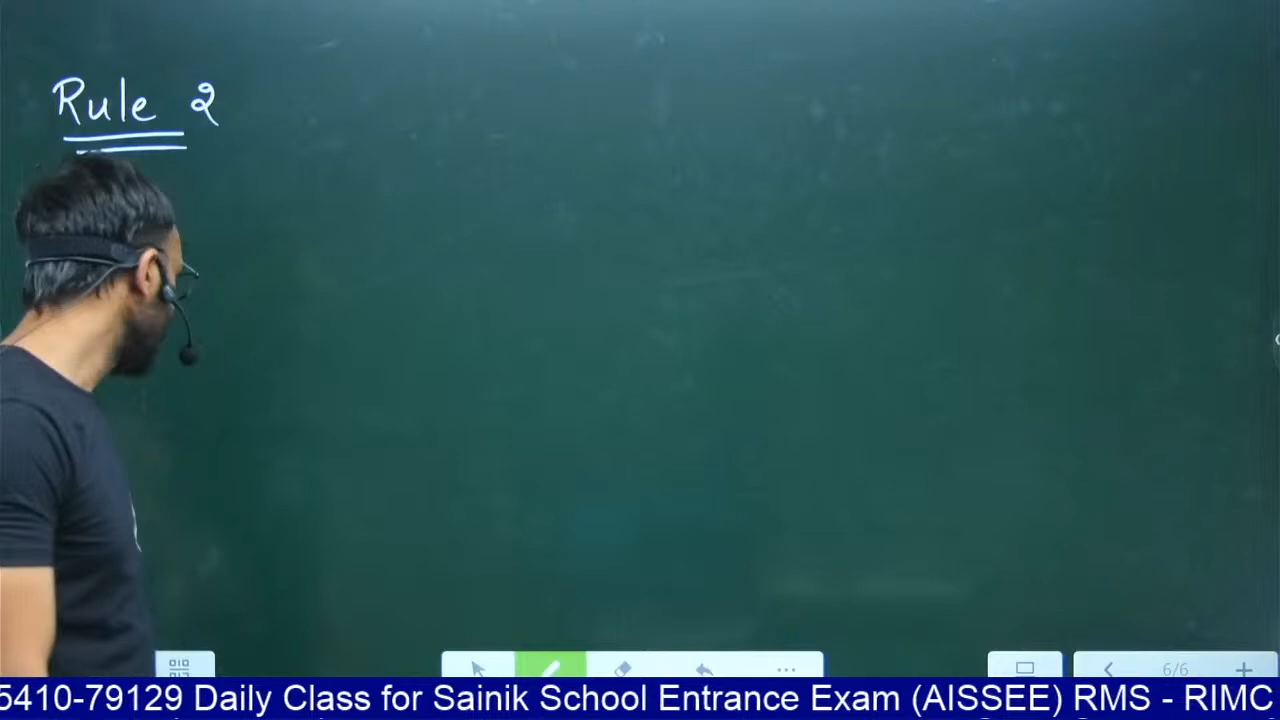 Rule 2
6/6
5410-79129 Daily Class for Sainik School Entrance Exam (AISSEE) RMS - RIMC